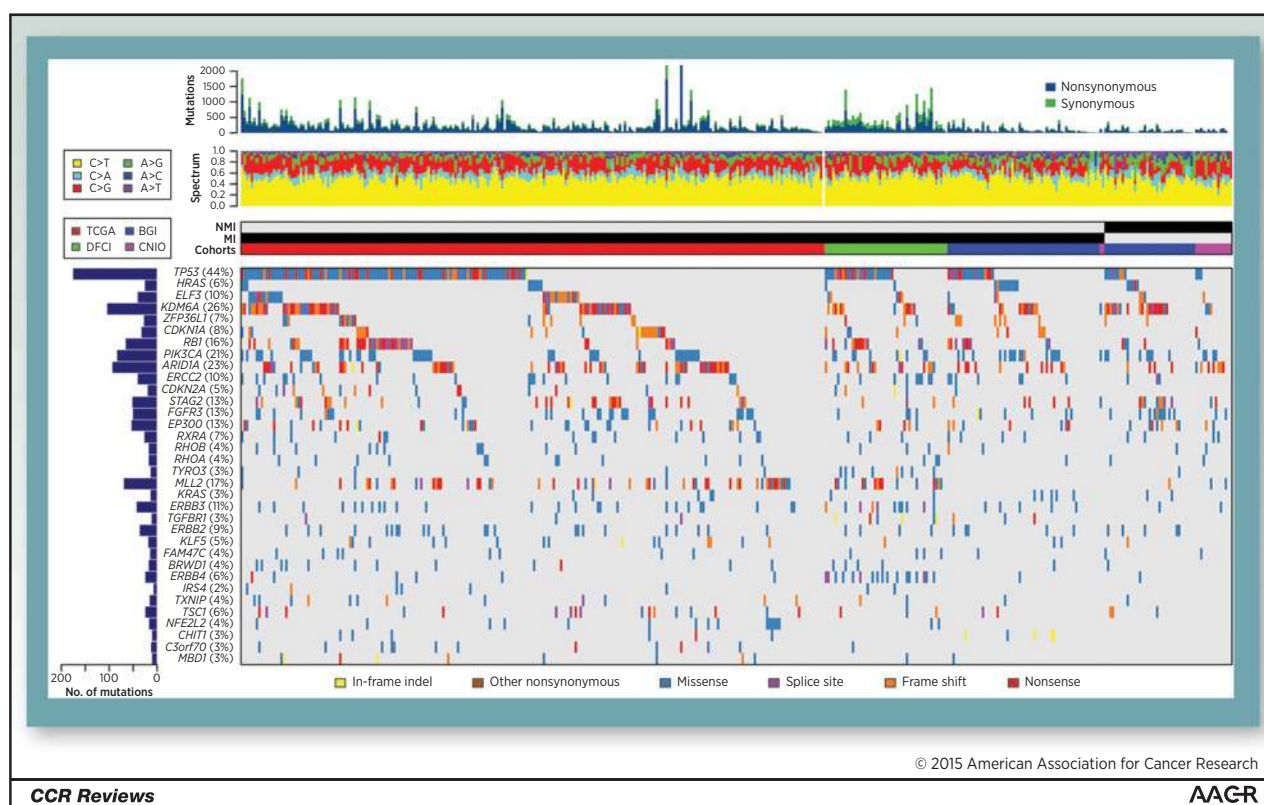 2000
1500
1000
500
0
Mutations
Nonsynonymous
Synonymous
C>T A>G
C>A A>C
C>G A>T
1.0
0.8
0.6
0.4
0.2
0.0
Spectrum
TCGA BGI
DFCI CNIO
NMI
MI
Cohorts
TP53 (44%)
HRAS (6%)
ELF3 (10%)
KDM6A (26%)
ZFP36L1 (7%)
CDKN1A (8%)
RB1 (16%)
PIK3CA (21%)
ARID1A (23%)
ERCC2 (10%)
CDKN2A (5%)
STAG2 (13%)
FGFR3 (13%)
EP300 (13%)
RXRA (7%)
RHOB (4%)
RHOA (4%)
TYRO3 (3%)
MLL2 (17%)
KRAS (3%)
ERBB3 (11%)
TGFBR1 (3%)
ERBB2 (9%)
KLF5 (5%)
FAM47C (4%)
BRWD1 (4%)
ERBB4 (6%)
IRS4 (2%)
TXNIP (4%)
TSC1 (6%)
NFE2L2 (4%)
CHIT1 (3%)
C3orf70 (3%)
MBD1 (3%)
200 100 0
No. of mutations
In-frame indel Other nonsynonymous Missense Splice site Frame shift Nonsense
© 2015 American Association for Cancer Research
CCR Reviews
AACR